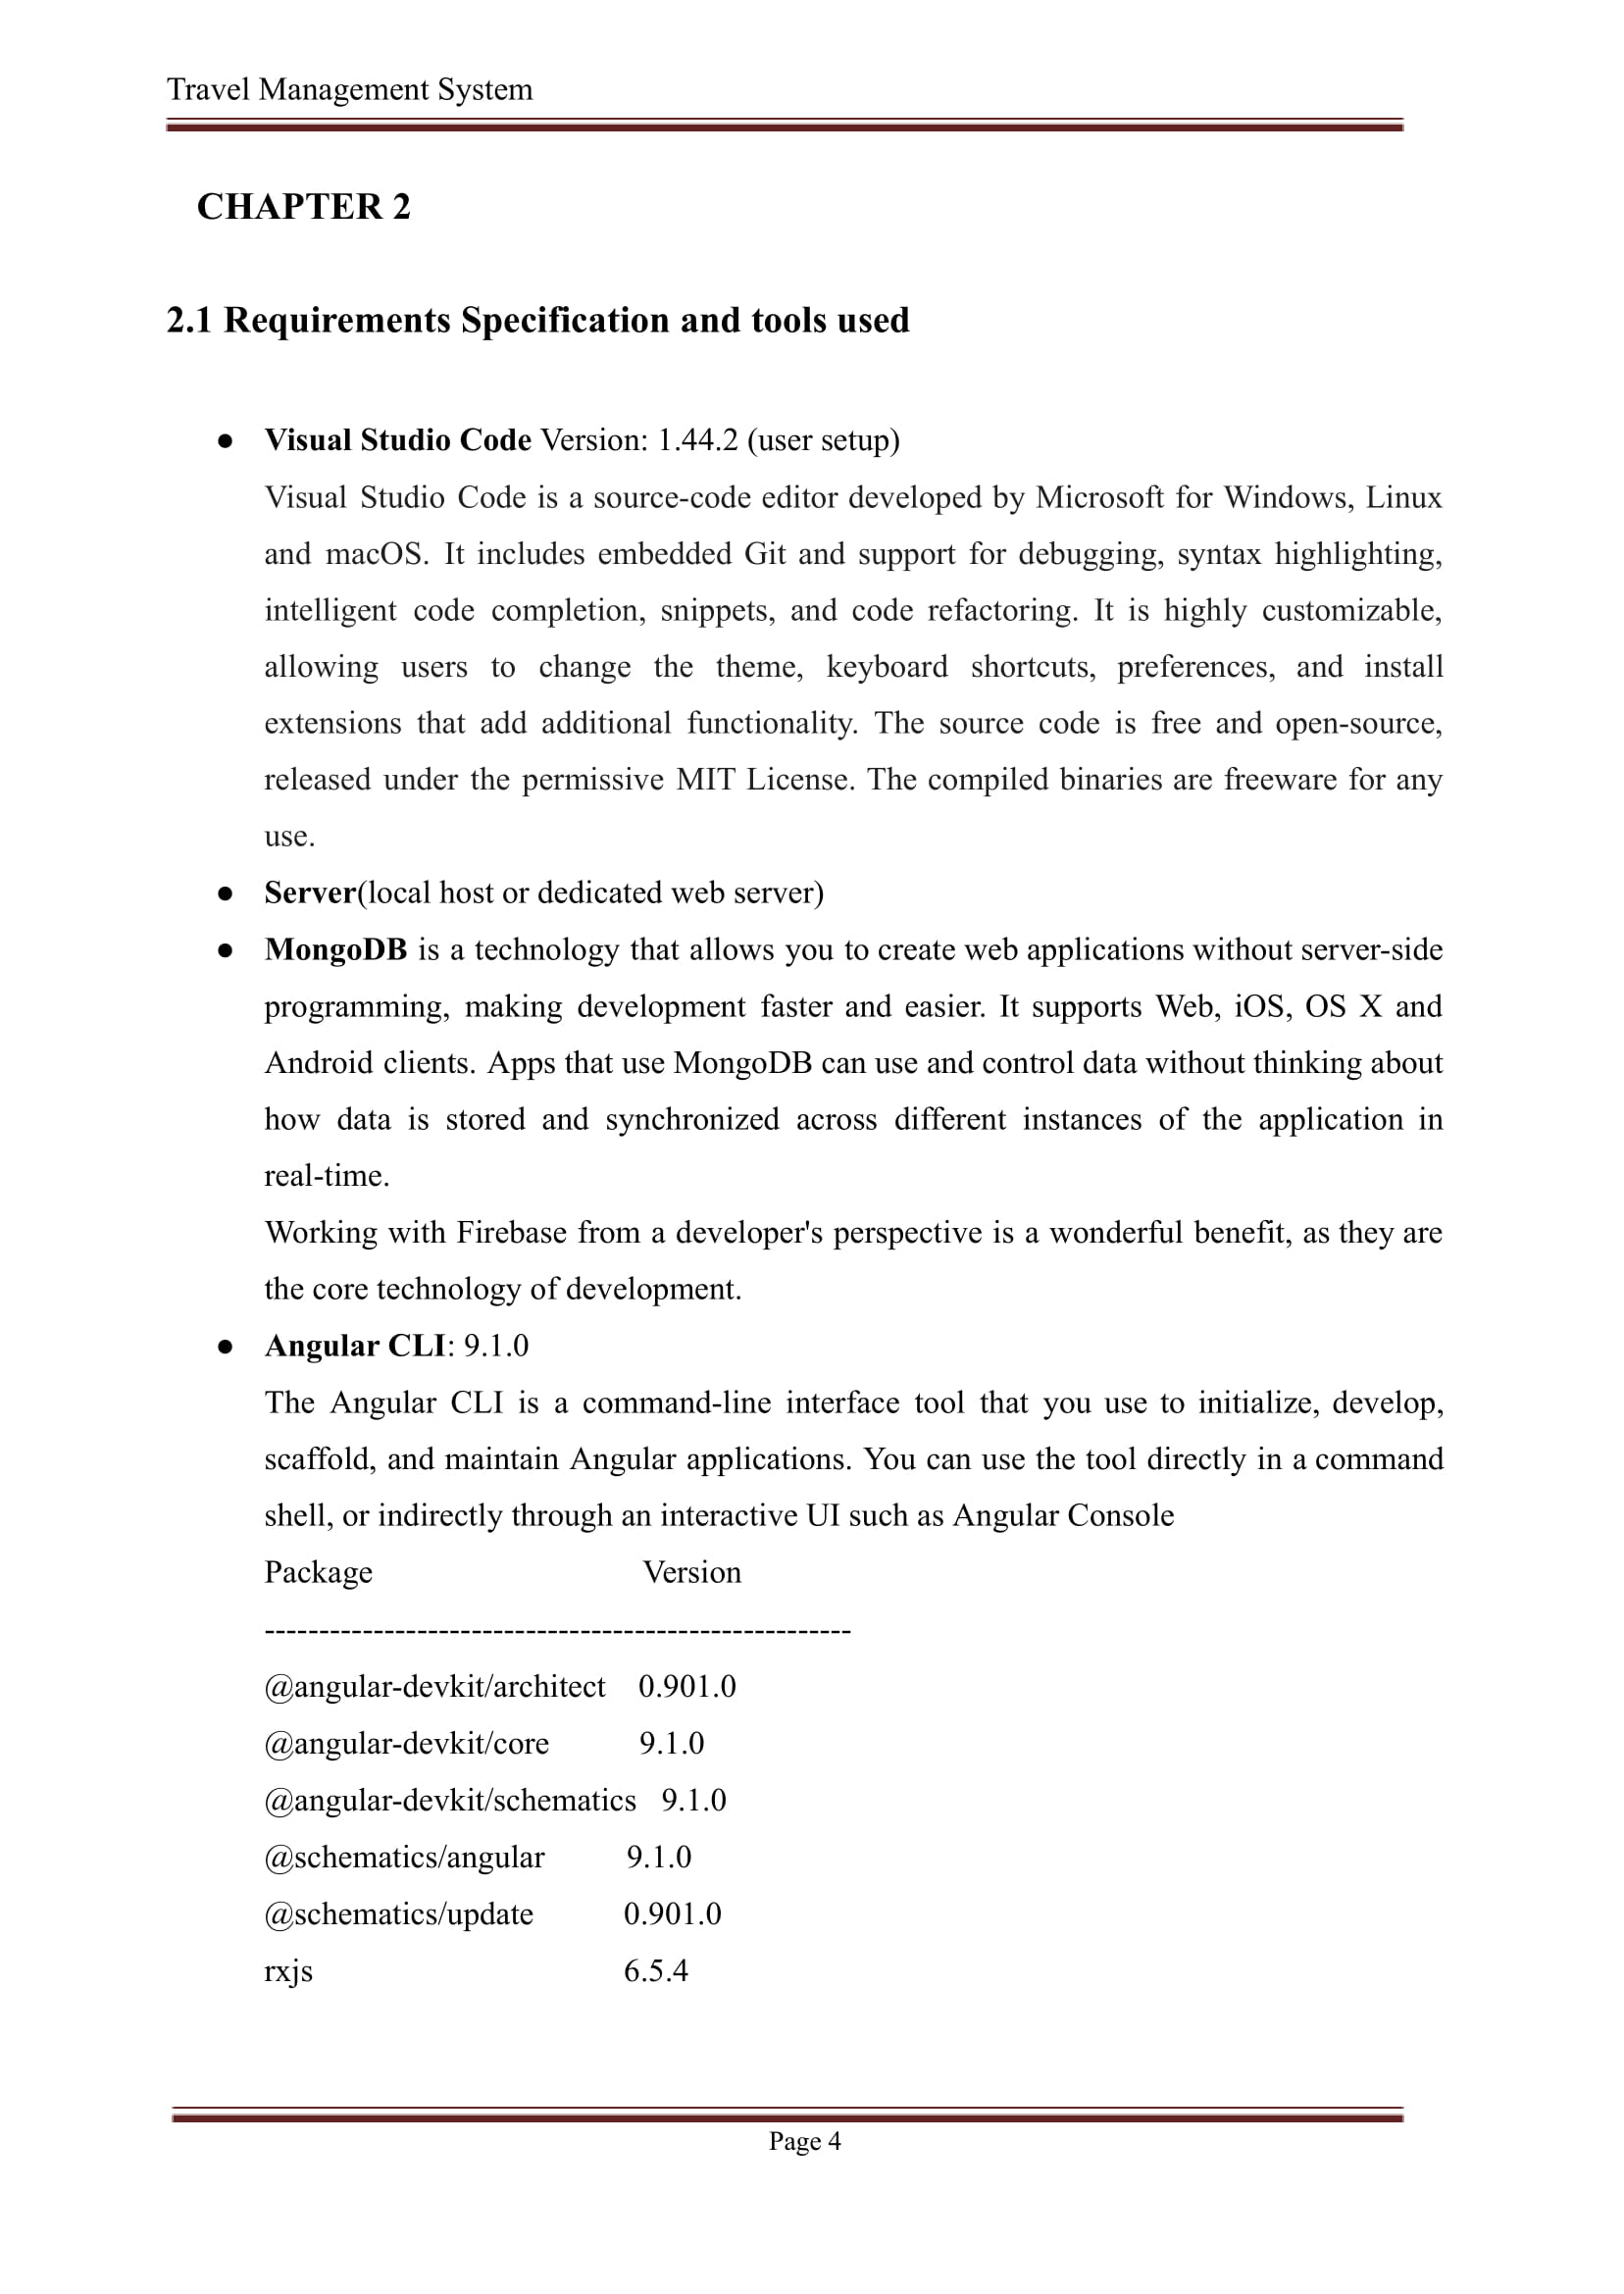 Travel Management System
CHAPTER 2
2.1 Requirements Specification and tools used
● Visual Studio Code Version: 1.44.2 (user setup)
Visual Studio Code is a source-code editor developed by Microsoft for Windows, Linux
and macOS. It includes embedded Git and support for debugging, syntax highlighting,
intelligent code completion, snippets, and code refactoring. It is highly customizable,
allowing users to change the theme, keyboard shortcuts, preferences, and install
extensions that add additional functionality. The source code is free and open-source,
released under the permissive MIT License. The compiled binaries are freeware for any
use.
● Server(local host or dedicated web server)
● MongoDB is a technology that allows you to create web applications without server-side
programming, making development faster and easier. It supports Web, iOS, OS X and
Android clients. Apps that use MongoDB can use and control data without thinking about
how data is stored and synchronized across different instances of the application in
real-time.
Working with Firebase from a developer's perspective is a wonderful benefit, as they are
the core technology of development.
● Angular CLI: 9.1.0
The Angular CLI is a command-line interface tool that you use to initialize, develop,
scaffold, and maintain Angular applications. You can use the tool directly in a command
shell, or indirectly through an interactive UI such as Angular Console
Package Version
------------------------------------------------------
@angular-devkit/architect 0.901.0
@angular-devkit/core 9.1.0
@angular-devkit/schematics 9.1.0
@schematics/angular 9.1.0
@schematics/update 0.901.0
rxjs 6.5.4
Page 4